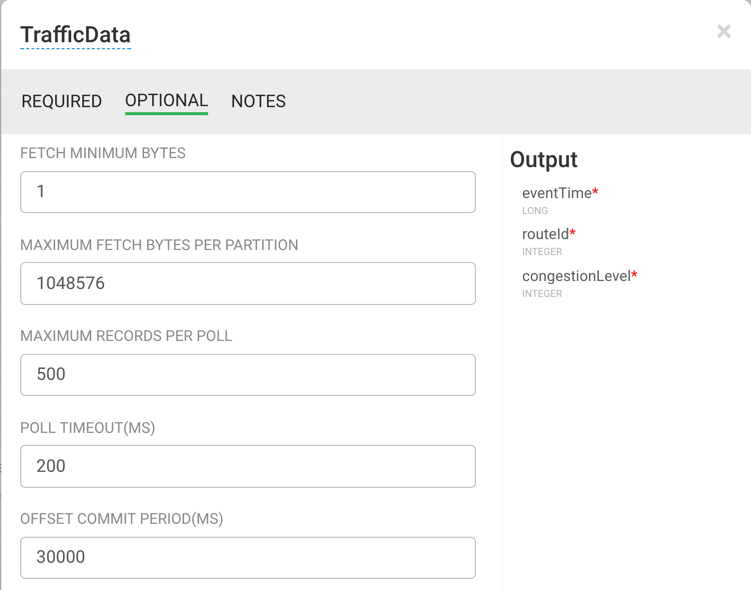 TrafficData
×
REQUIRED OPTIONAL NOTES
FETCH MINIMUM BYTES
1
MAXIMUM FETCH BYTES PER PARTITION
1048576
MAXIMUM RECORDS PER POLL
500
POLL TIMEOUT(MS)
200
OFFSET COMMIT PERIOD(MS)
30000
Output
eventTime*
LONG
routeId*
INTEGER
congestionLevel*
INTEGER